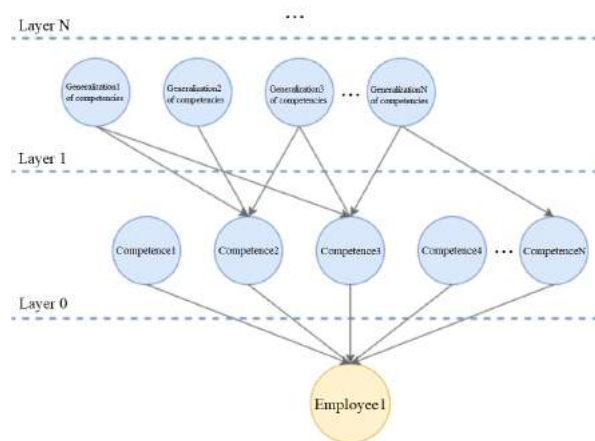 Layer N
...
Generalization1
of competencies
Generalization2
of competencies
Generalization3
of competencies
...
GeneralizationN
of competencies
Layer 1
Competence1
Competence2
Competence3
Competence4
...
CompetenceN
Layer 0
Employee1